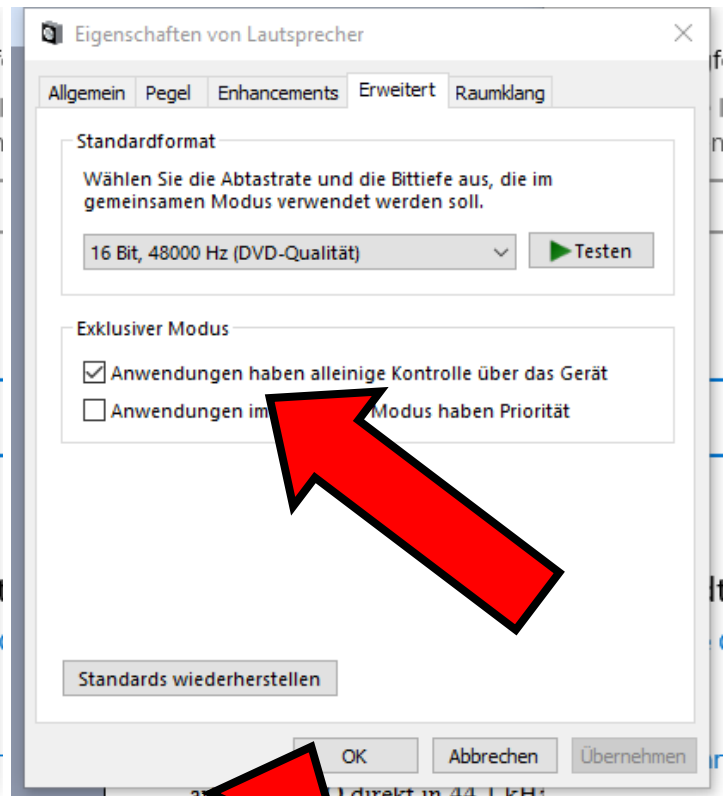 Eigenschaften von Lautsprecher
Allgemein Pegel Enhancements Erweitert Raumklang
Standardformat
Wählen Sie die Abtastrate und die Bittiefe aus, die im
gemeinsamen Modus verwendet werden soll.
16 Bit, 48000 Hz (DVD-Qualität) Testen
Exklusiver Modus
Anwendungen haben alleinige Kontrolle über das Gerät
Anwendungen im Modus haben Priorität
Standards wiederherstellen
OK Abbrechen Übernehmen
direkt in 44.1 kHz